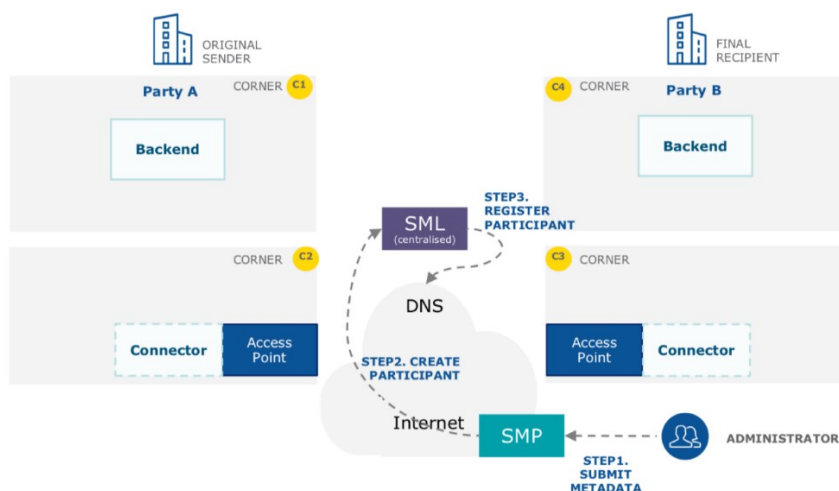 ORIGINAL
SENDER
FINAL
RECIPIENT
Party A
CORNER C1
C4 CORNER
Party B
Backend
Backend
STEP3.
REGISTER
PARTICIPANT
SML
(centralised)
CORNER C2
C3 CORNER
DNS
Connector
Access
Point
Access
Point
Connector
STEP2. CREATE
PARTICIPANT
Internet
SMP
ADMINISTRATOR
STEP1.
SUBMIT
METADATA